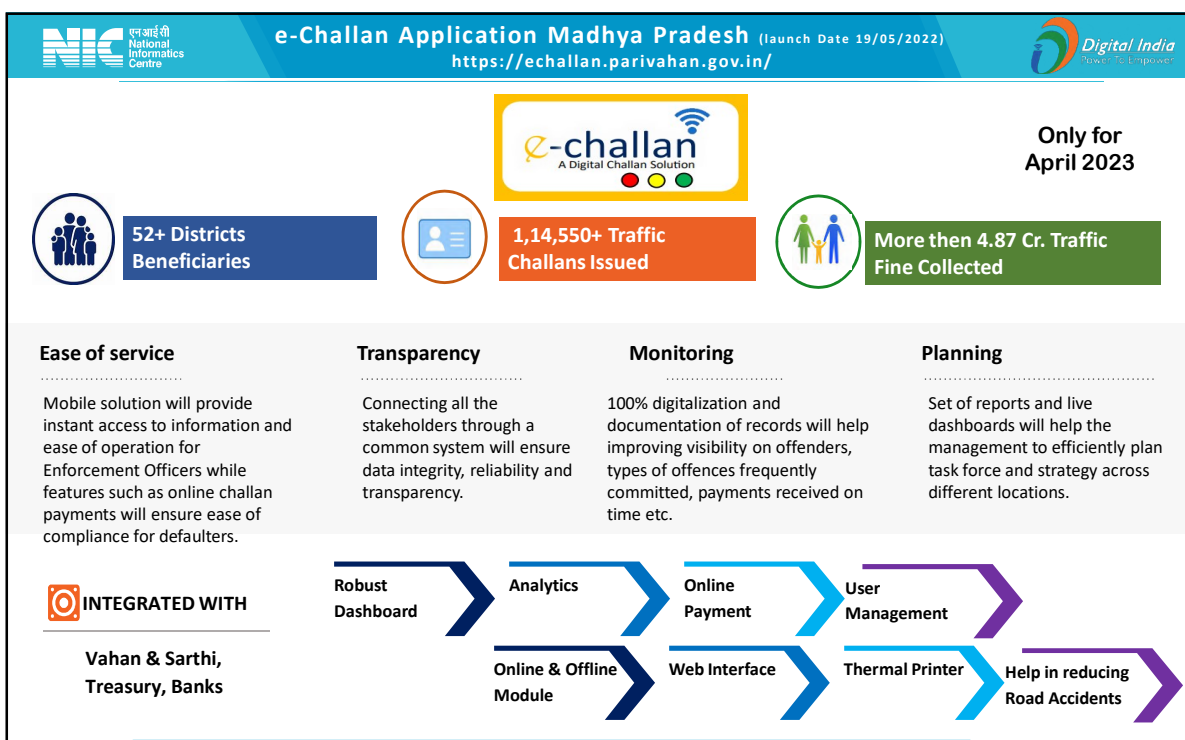 NIC
एन आई सी
National
Informatics
Centre
e-Challan Application Madhya Pradesh (launch Date 19/05/2022)
https://echallan.parivahan.gov.in/
Digital India
Power To Empower
e-challan
A Digital Challan Solution
Only for
April 2023
52+ Districts
Beneficiaries
1,14,550+ Traffic
Challans Issued
More then 4.87 Cr. Traffic
Fine Collected
Ease of service
Mobile solution will provide
instant access to information and
ease of operation for
Enforcement Officers while
features such as online challan
payments will ensure ease of
compliance for defaulters.
Transparency
Connecting all the
stakeholders through a
common system will ensure
data integrity, reliability and
transparency.
Monitoring
100% digitalization and
documentation of records will help
improving visibility on offenders,
types of offences frequently
committed, payments received on
time etc.
Planning
Set of reports and live
dashboards will help the
management to efficiently plan
task force and strategy across
different locations.
INTEGRATED WITH
Vahan & Sarthi,
Treasury, Banks
Robust
Dashboard
Analytics
Online
Payment
User
Management
Online & Offline
Module
Web Interface
Thermal Printer
Help in reducing
Road Accidents